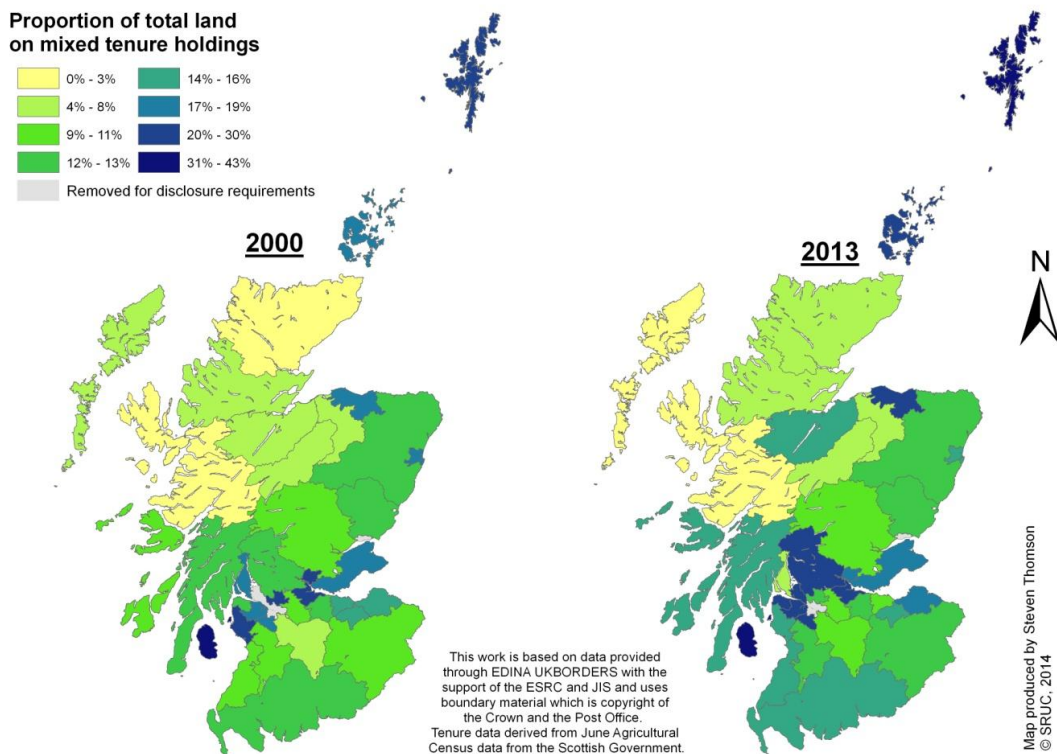 Proportion of total land
on mixed tenure holdings
0% - 3%
4% - 8%
9% - 11%
12% - 13%
14% - 16%
17% - 19%
20% - 30%
31% - 43%
Removed for disclosure requirements
2000
2013
N
This work is based on data provided
through EDINA UKBORDERS with the
support of the ESRC and JIS and uses
boundary material which is copyright of
the Crown and the Post Office.
Tenure data derived from June Agricultural
Census data from the Scottish Government.
Map produced by Steven Thomson
© SRUC, 2014